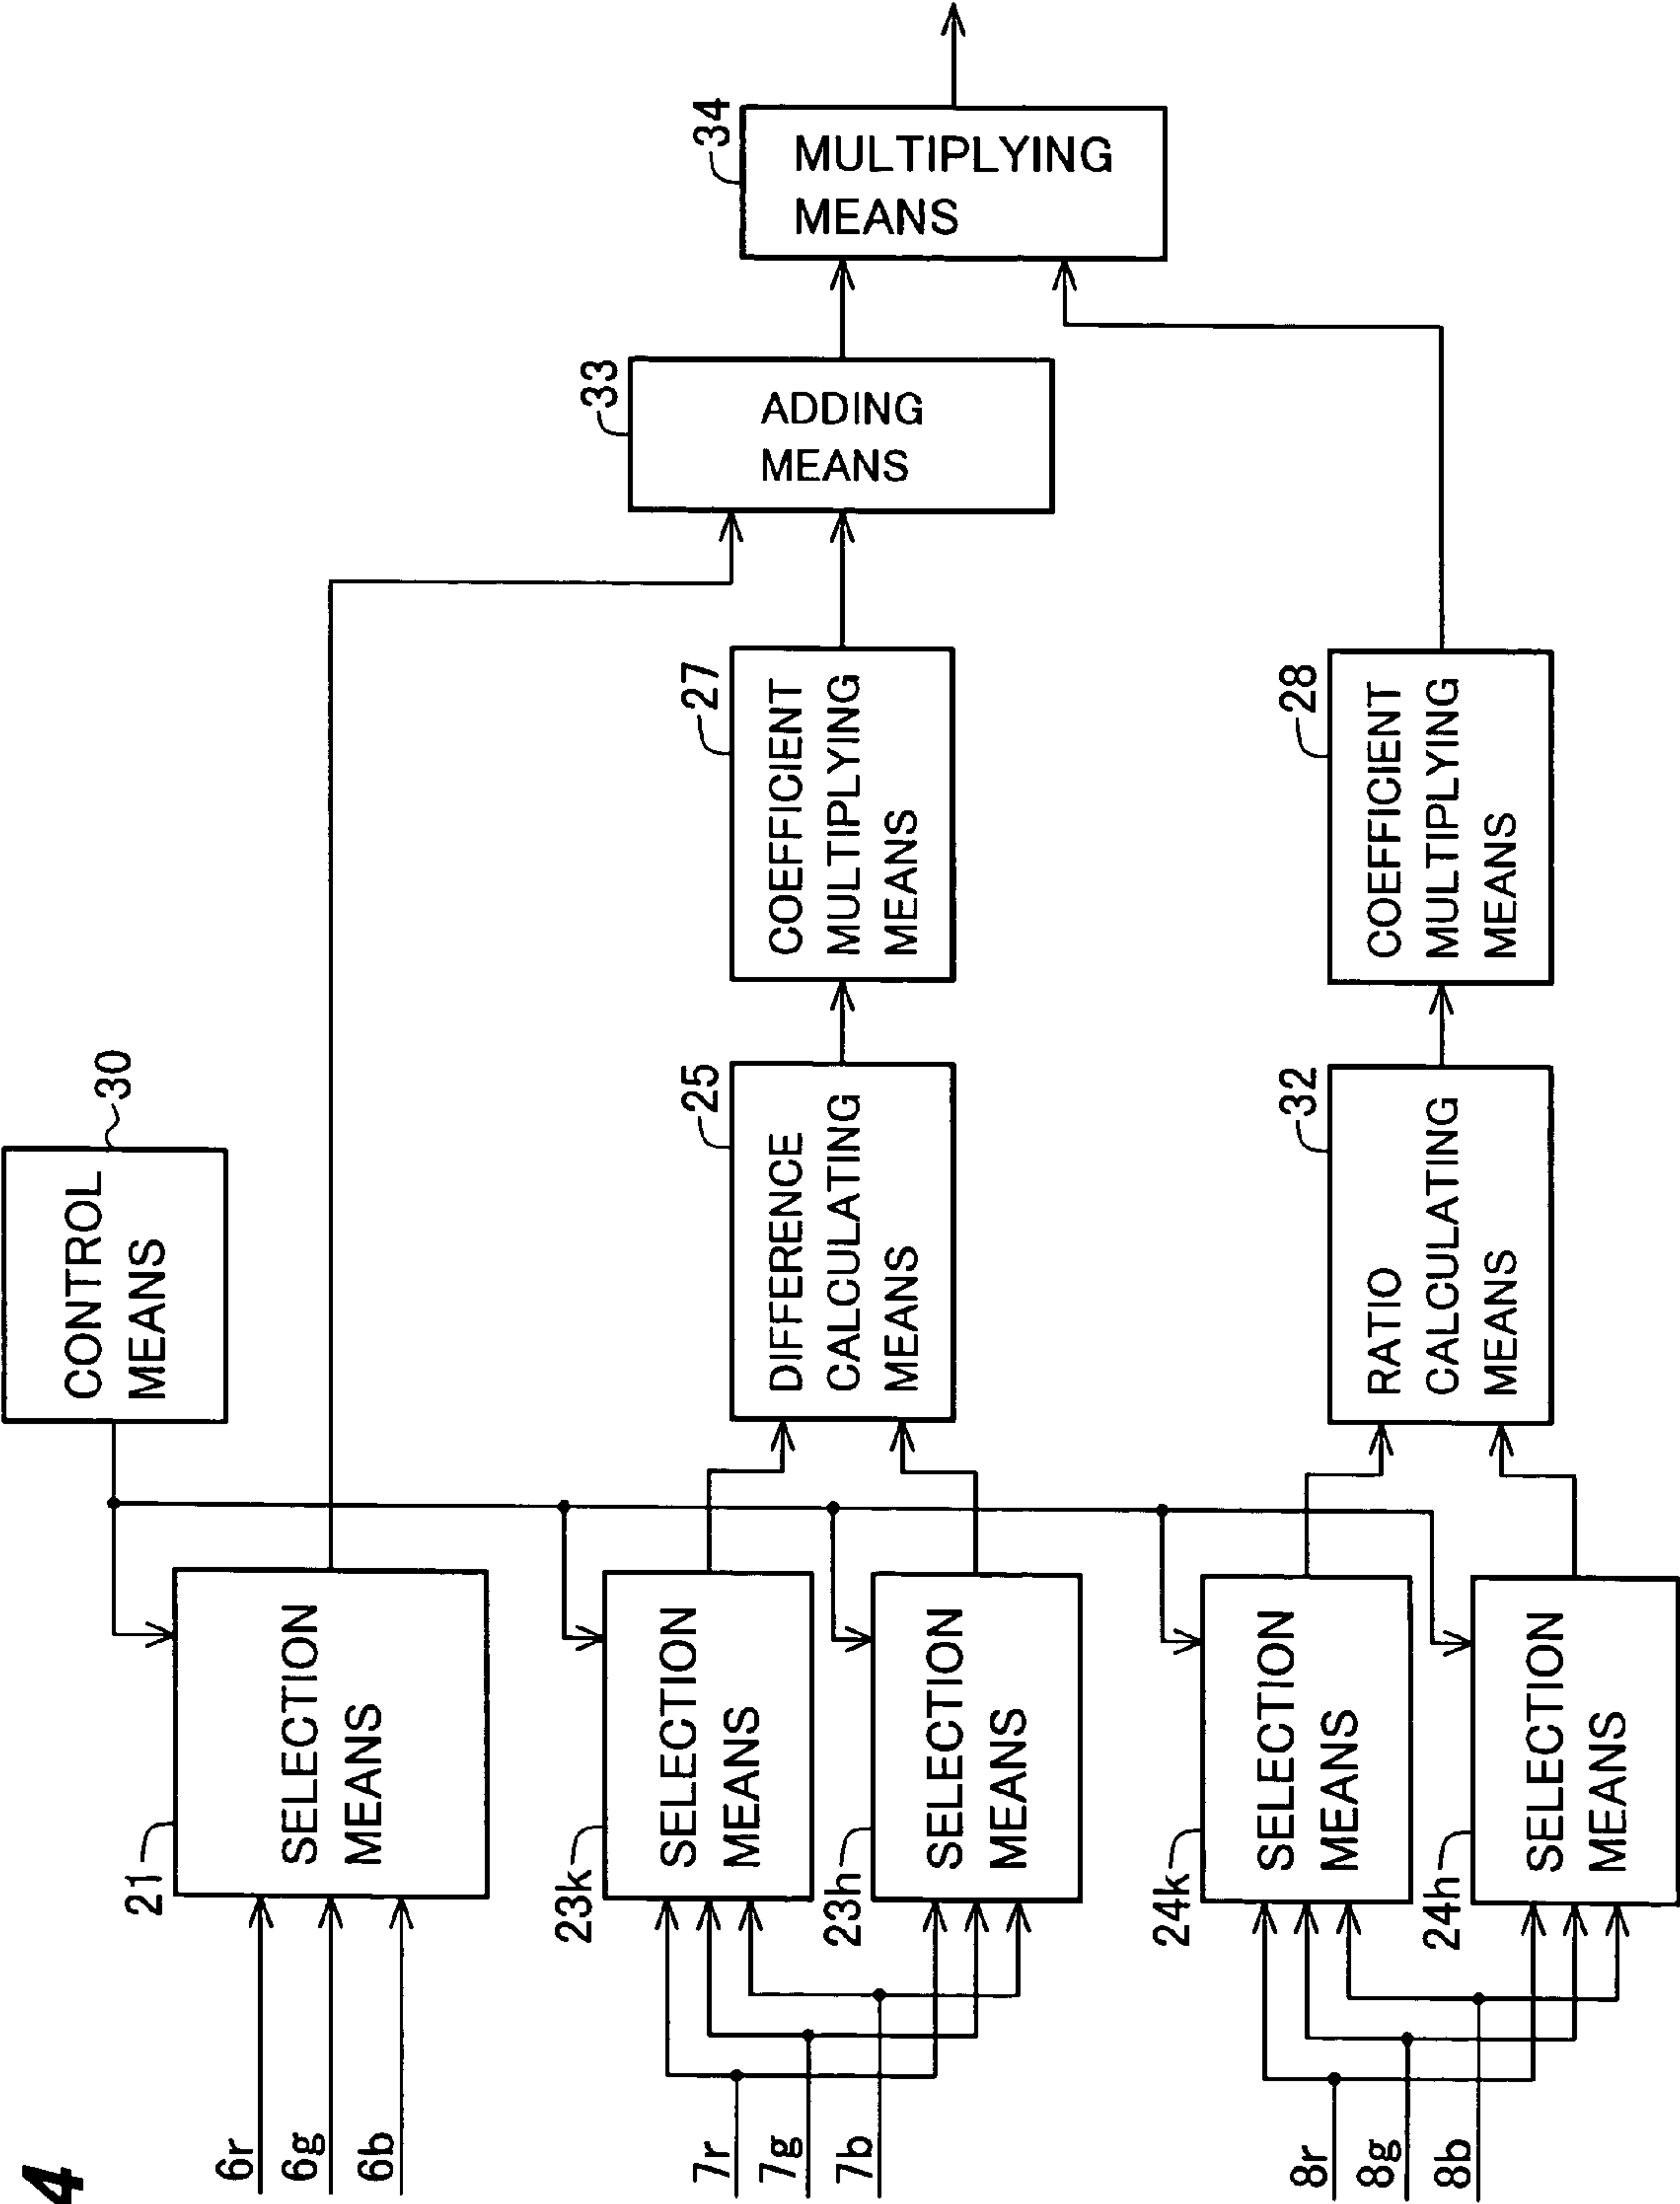 4
CONTROL
MEANS
30
21
SELECTION
MEANS
6r
6g
6b
23k
SELECTION
MEANS
23h
SELECTION
MEANS
7r
7g
7b
25
DIFFERENCE
CALCULATING
MEANS
27
COEFFICIENT
MULTIPLYING
MEANS
33
ADDING
MEANS
34
MULTIPLYING
MEANS
24k
SELECTION
MEANS
24h
SELECTION
MEANS
8r
8g
8b
32
RATIO
CALCULATING
MEANS
28
COEFFICIENT
MULTIPLYING
MEANS